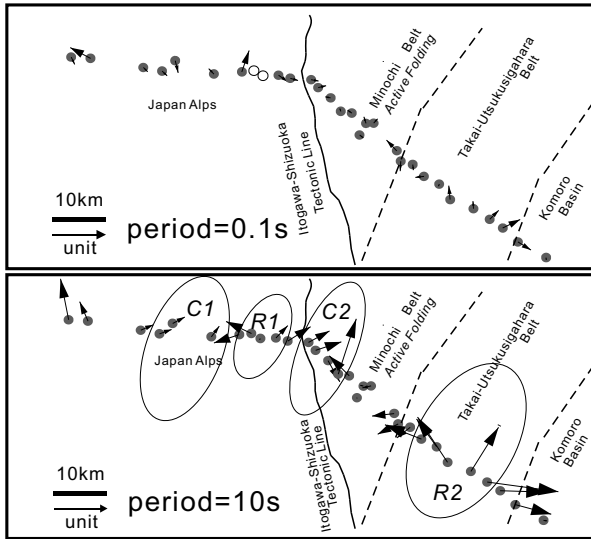 Minochi Belt
Active Folding
Takai-Utsukusigahara
Belt
Japan Alps
Itogawa-Shizuoka
Tectonic Line
Komoro
Basin
10km
unit
period=0.1s
C1
R1
C2
Minochi Belt
Active Folding
Takai-Utsukusigahara
Belt
Japan Alps
Itogawa-Shizuoka
Tectonic Line
Komoro
Basin
R2
10km
unit
period=10s